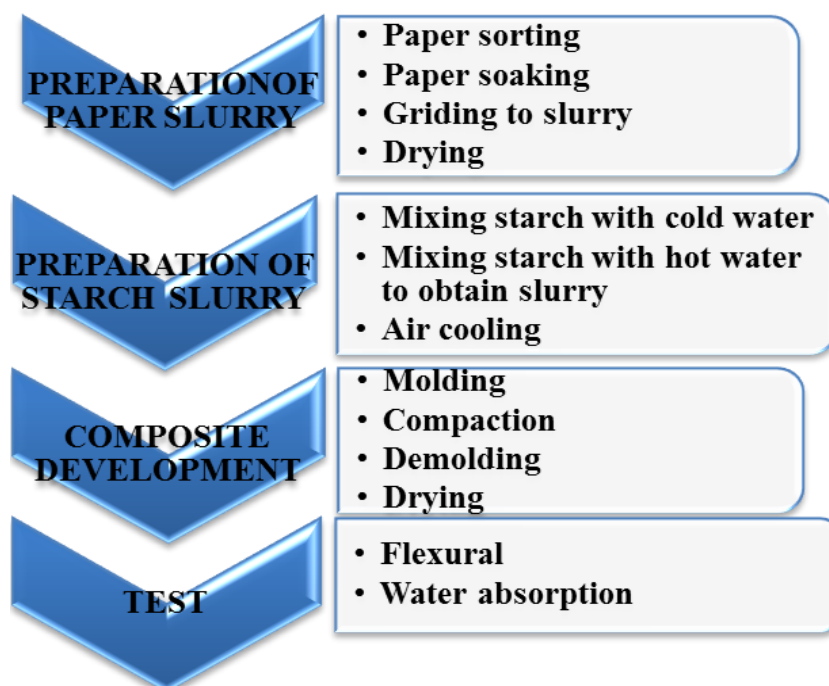 PREPARATIONOF
PAPER SLURRY
• Paper sorting
• Paper soaking
• Griding to slurry
• Drying
PREPARATION OF
STARCH SLURRY
• Mixing starch with cold water
• Mixing starch with hot water
to obtain slurry
• Air cooling
COMPOSITE
DEVELOPMENT
• Molding
• Compaction
• Demolding
• Drying
TEST
• Flexural
• Water absorption